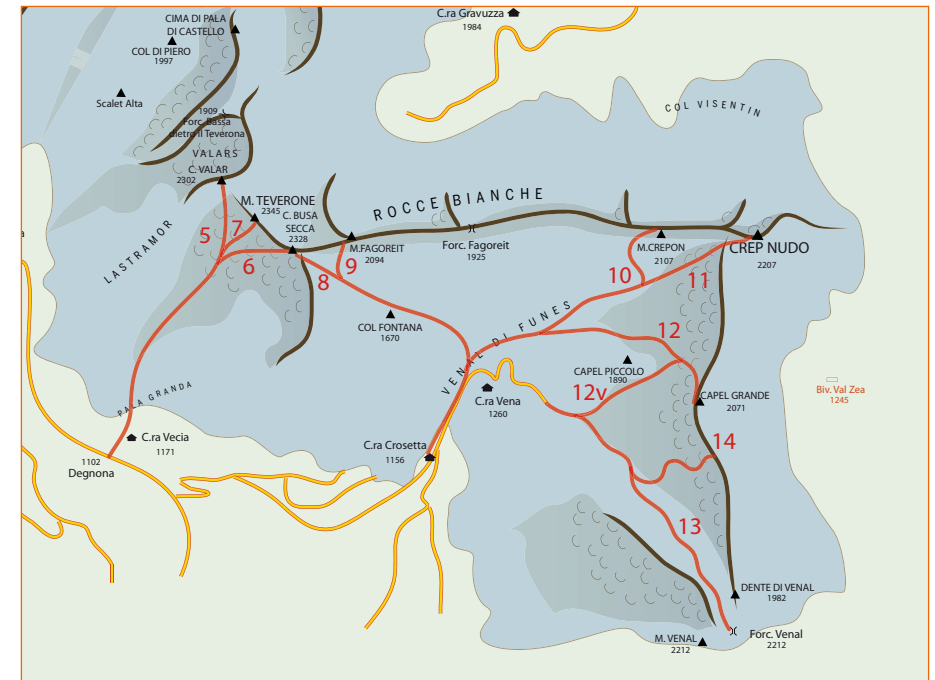 C.ra Gravuzza
1984
CIMA DI PALA
DI CASTELLO
COL DI PIERO
1997
Scalet Alta
COL VISENTIN
1909
Forc. Bassa
dietro Il Teverona
VALARS
C. VALAR
2302
M. TEVERONE
2345
C. BUSA
SECCA
2328
ROCCE BIANCHE
LASTRAMOR
5
7
6
8
9
M.FAGOREIT
2094
Forc. Fagoreit
1925
M.CREPON
2107
CREP NUDO
2207
10
11
COL FONTANA
1670
VENAL DI FUNES
12
CAPEL PICCOLO
1890
12v
C.ra Vena
1260
CAPEL GRANDE
2071
Biv. Val Zea
1245
PALA GRANDA
C.ra Vecia
1171
1102
Degnona
C.ra Crosetta
1156
14
13
DENTE DI VENAL
1982
M. VENAL
2212
Forc. Venal
2212
a